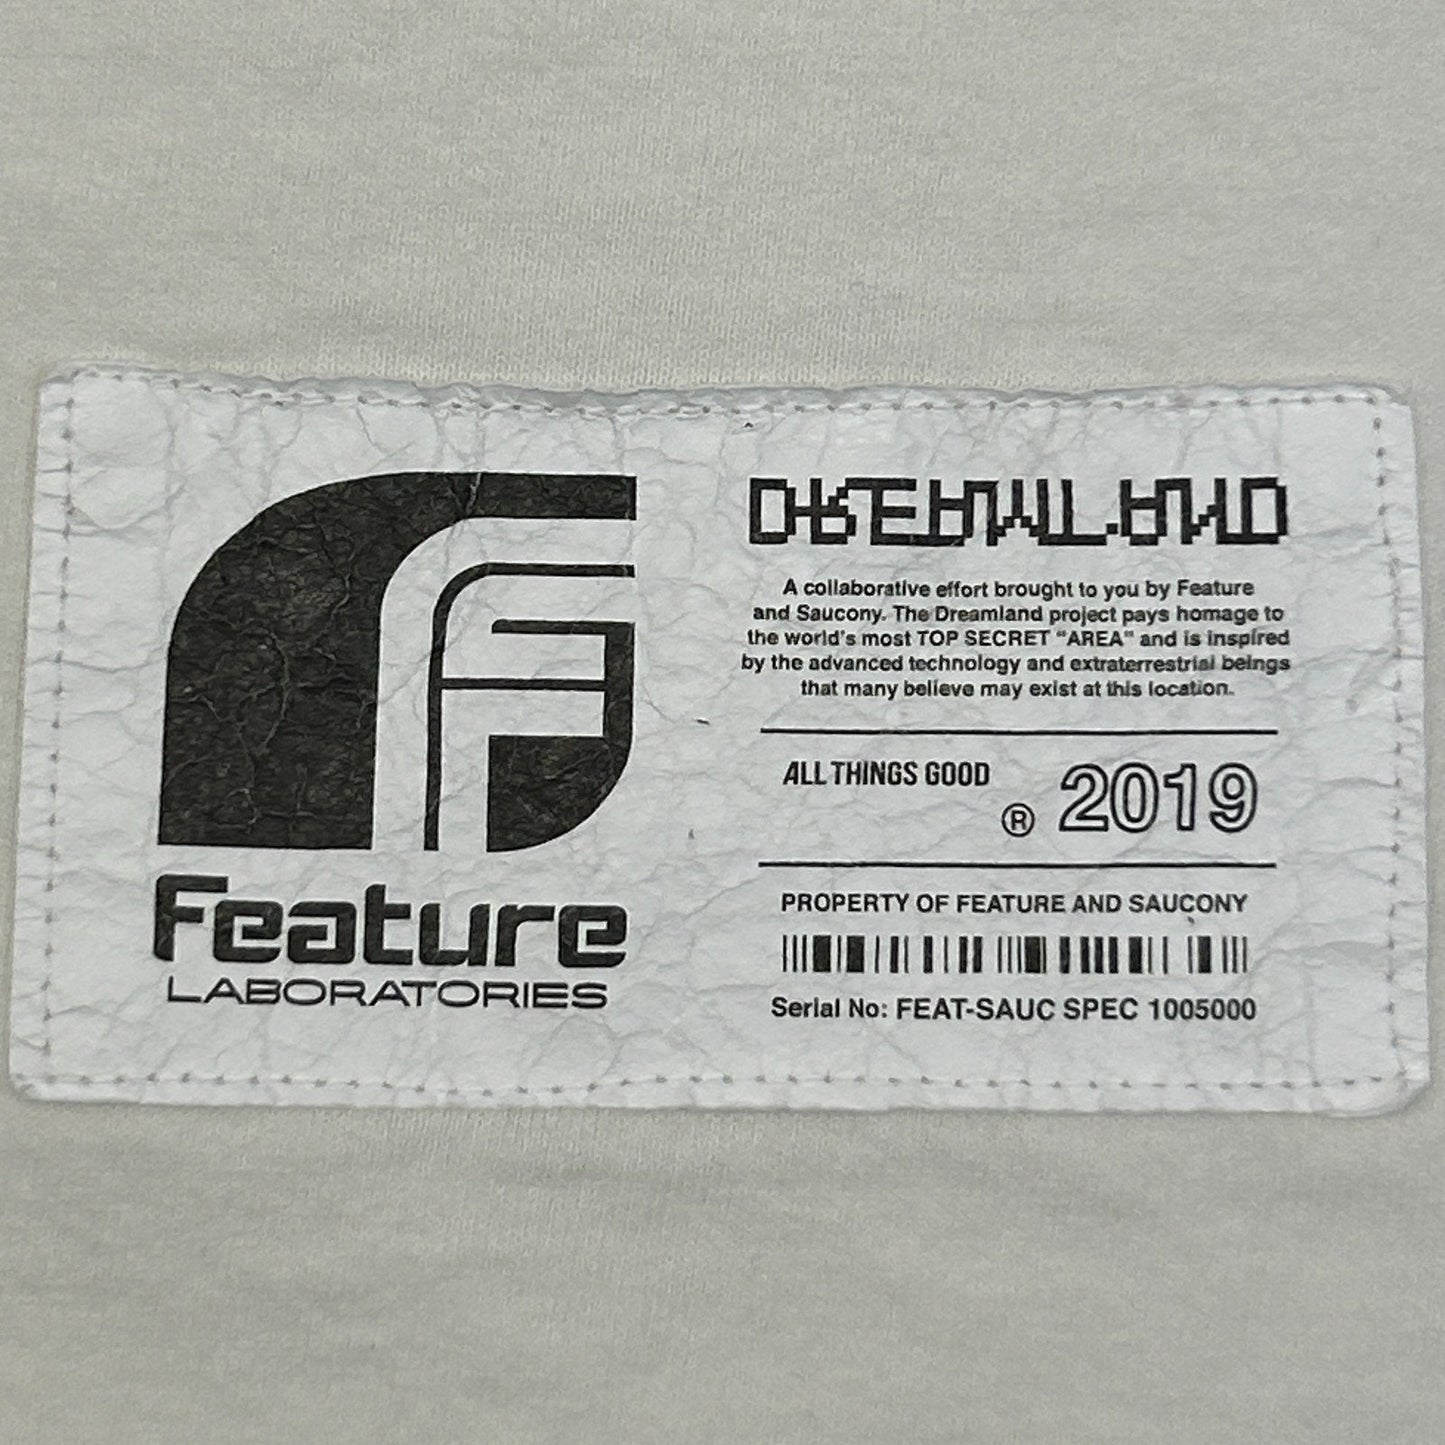 Feature
LABORATORIES
DREAMLAND
A collaborative effort brought to you by Feature
and Saucony. The Dreamland project pays homage to
the world's most TOP SECRET "AREA" and is inspired
by the advanced technology and extraterrestrial beings
that many believe may exist at this location.
ALL THINGS GOOD
® 2019
PROPERTY OF FEATURE AND SAUCONY
Serial No: FEAT-SAUC SPEC 1005000